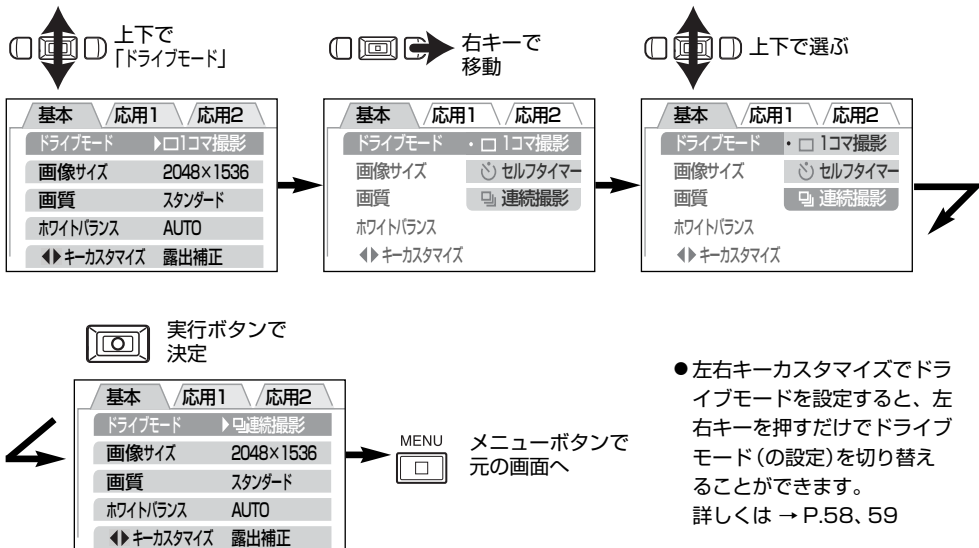 上下で
「ドライブモード」
右キーで
移動
上下で選ぶ
基本 応用1 応用2
ドライブモード ▶□1コマ撮影
画像サイズ 2048×1536
画質 スタンダード
ホワイトバランス AUTO
◀▶キーカスタマイズ 露出補正
基本 応用1 応用2
ドライブモード ・□ 1コマ撮影
画像サイズ セルフタイマー
画質 連続撮影
ホワイトバランス
◀▶キーカスタマイズ
基本 応用1 応用2
ドライブモード ・□ 1コマ撮影
画像サイズ セルフタイマー
画質 連続撮影
ホワイトバランス
◀▶キーカスタマイズ
実行ボタンで
決定
基本 応用1 応用2
ドライブモード ▶連続撮影
画像サイズ 2048×1536
画質 スタンダード
ホワイトバランス AUTO
◀▶キーカスタマイズ 露出補正
MENU
メニューボタンで
元の画面へ
●左右キーカスタマイズでドラ
イブモードを設定すると、左
右キーを押すだけでドライブ
モード(の設定)を切り替え
ることができます。
詳しくは → P.58、59